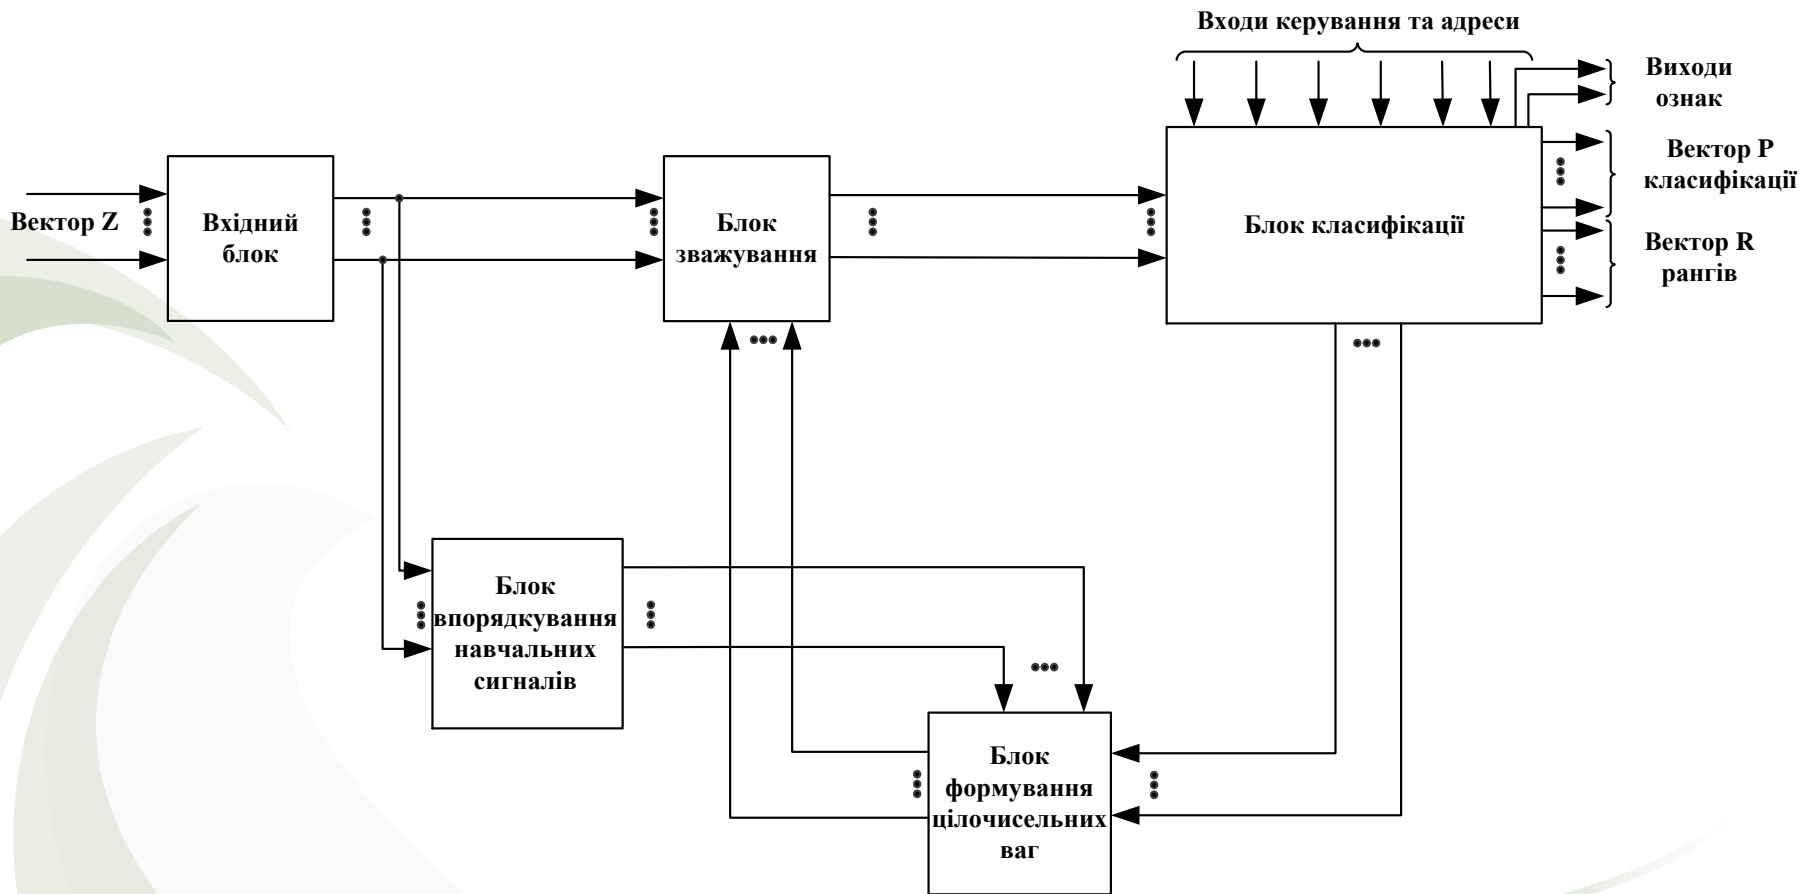 Входи керування та адреси
Виходи
ознак
Вектор P
класифікації
Вектор Z
Вхідний
блок
Блок
зважування
Блок класифікації
Вектор R
рангів
Блок
впорядкування
навчальних
сигналів
Блок
формування
цілочисельних
ваг